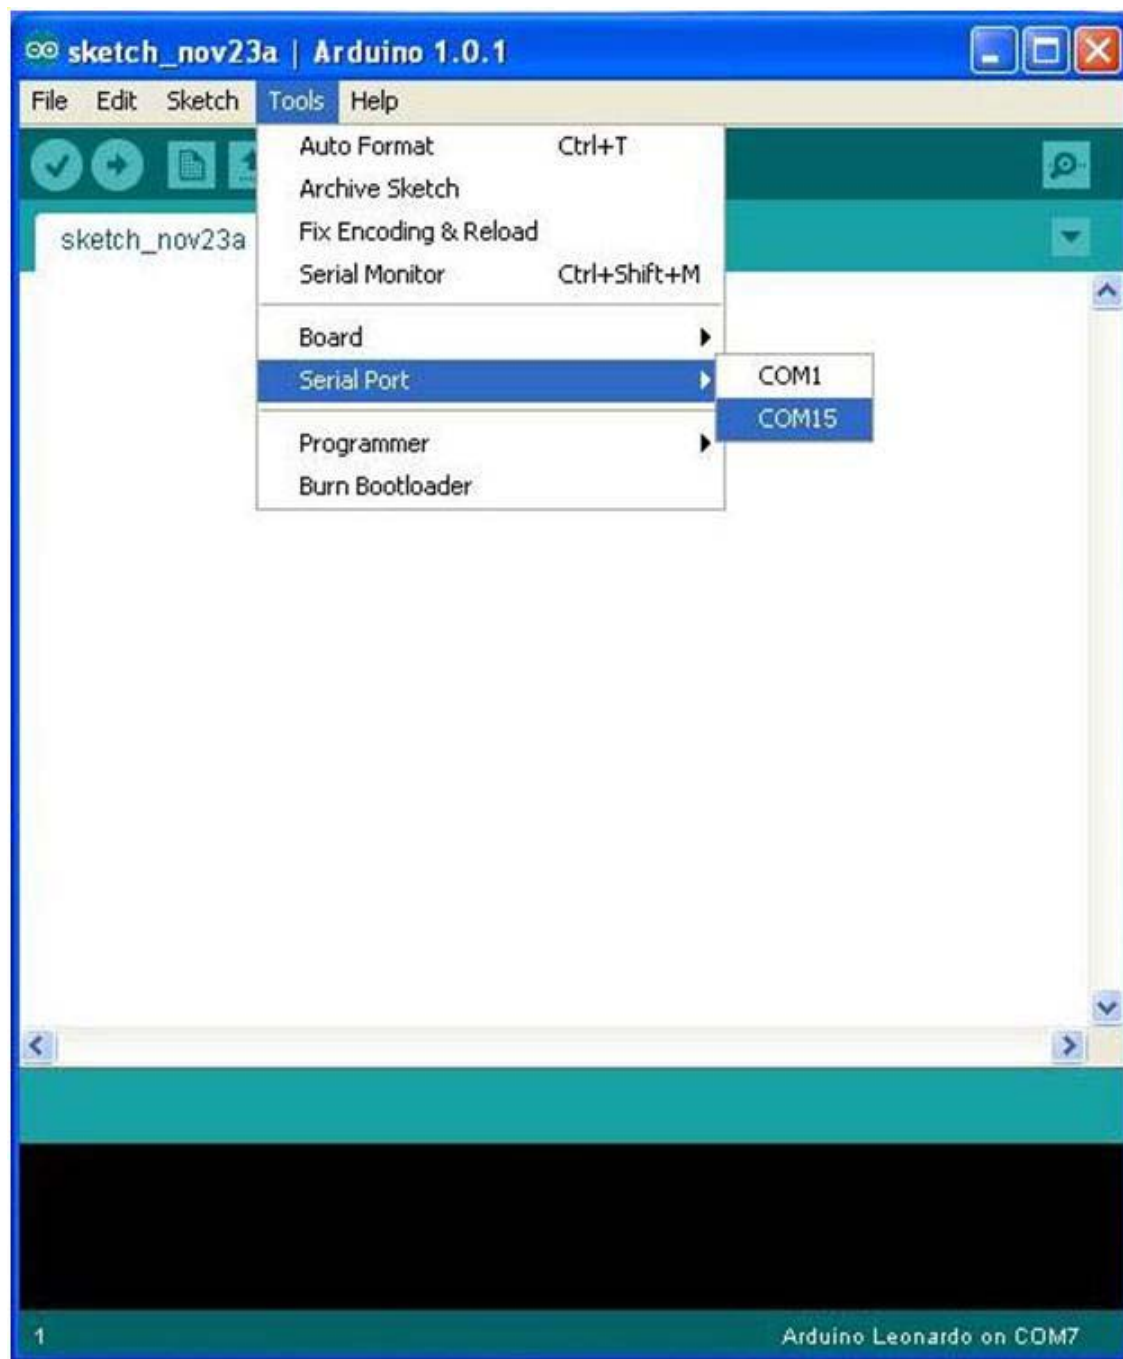 sketch_nov23a | Arduino 1.0.1
File Edit Sketch Tools Help
sketch_nov23a
Auto Format Ctrl+T
Archive Sketch
Fix Encoding & Reload
Serial Monitor Ctrl+Shift+M
Board
Serial Port
COM1
COM15
Programmer
Burn Bootloader
1 Arduino Leonardo on COM7